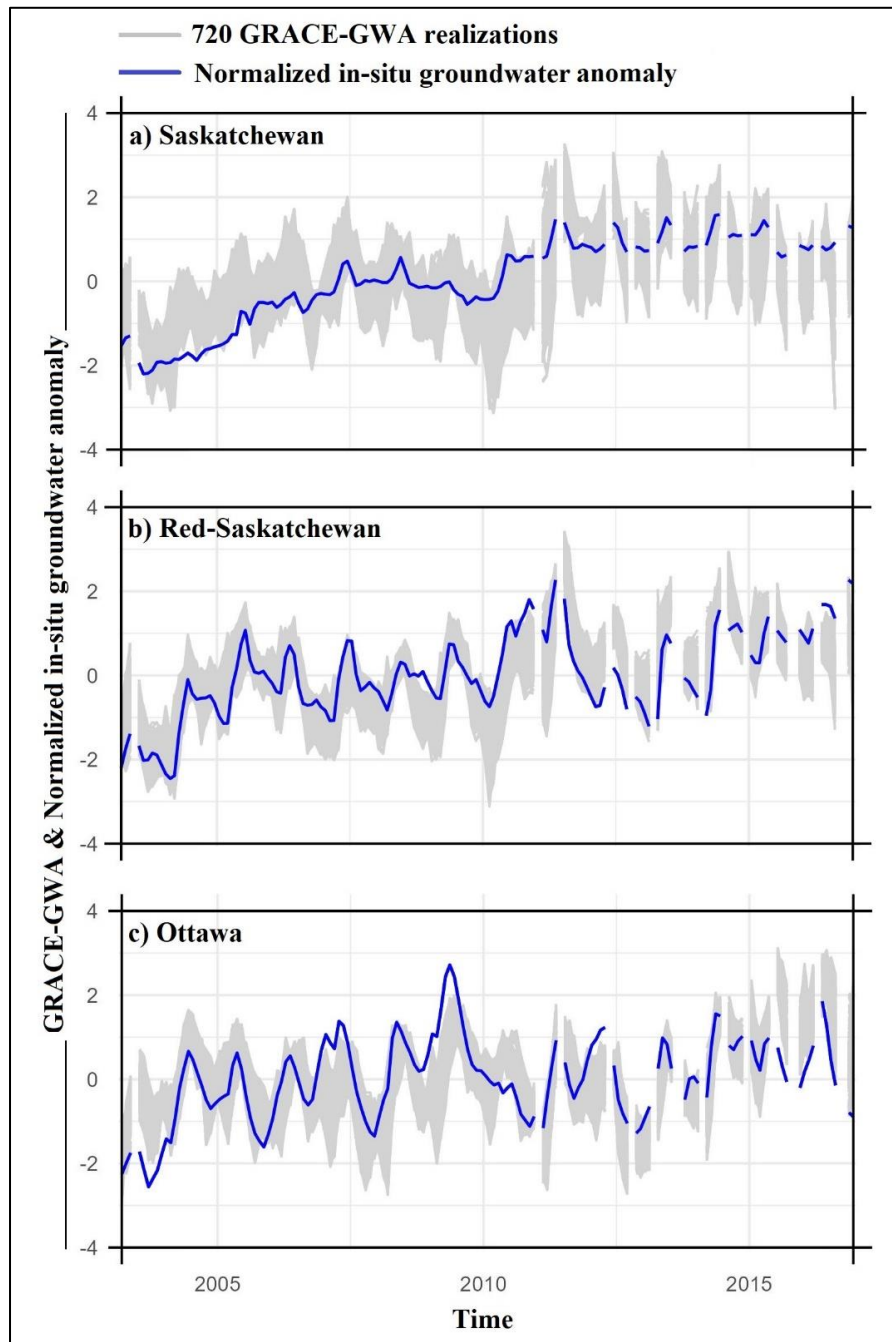 720 GRACE-GWA realizations
Normalized in-situ groundwater anomaly
GRACE-GWA & Normalized in-situ groundwater anomaly
a) Saskatchewan
4
2
0
-2
-4
b) Red-Saskatchewan
4
2
0
-2
-4
c) Ottawa
4
2
0
-2
-4
2005 2010 2015
Time